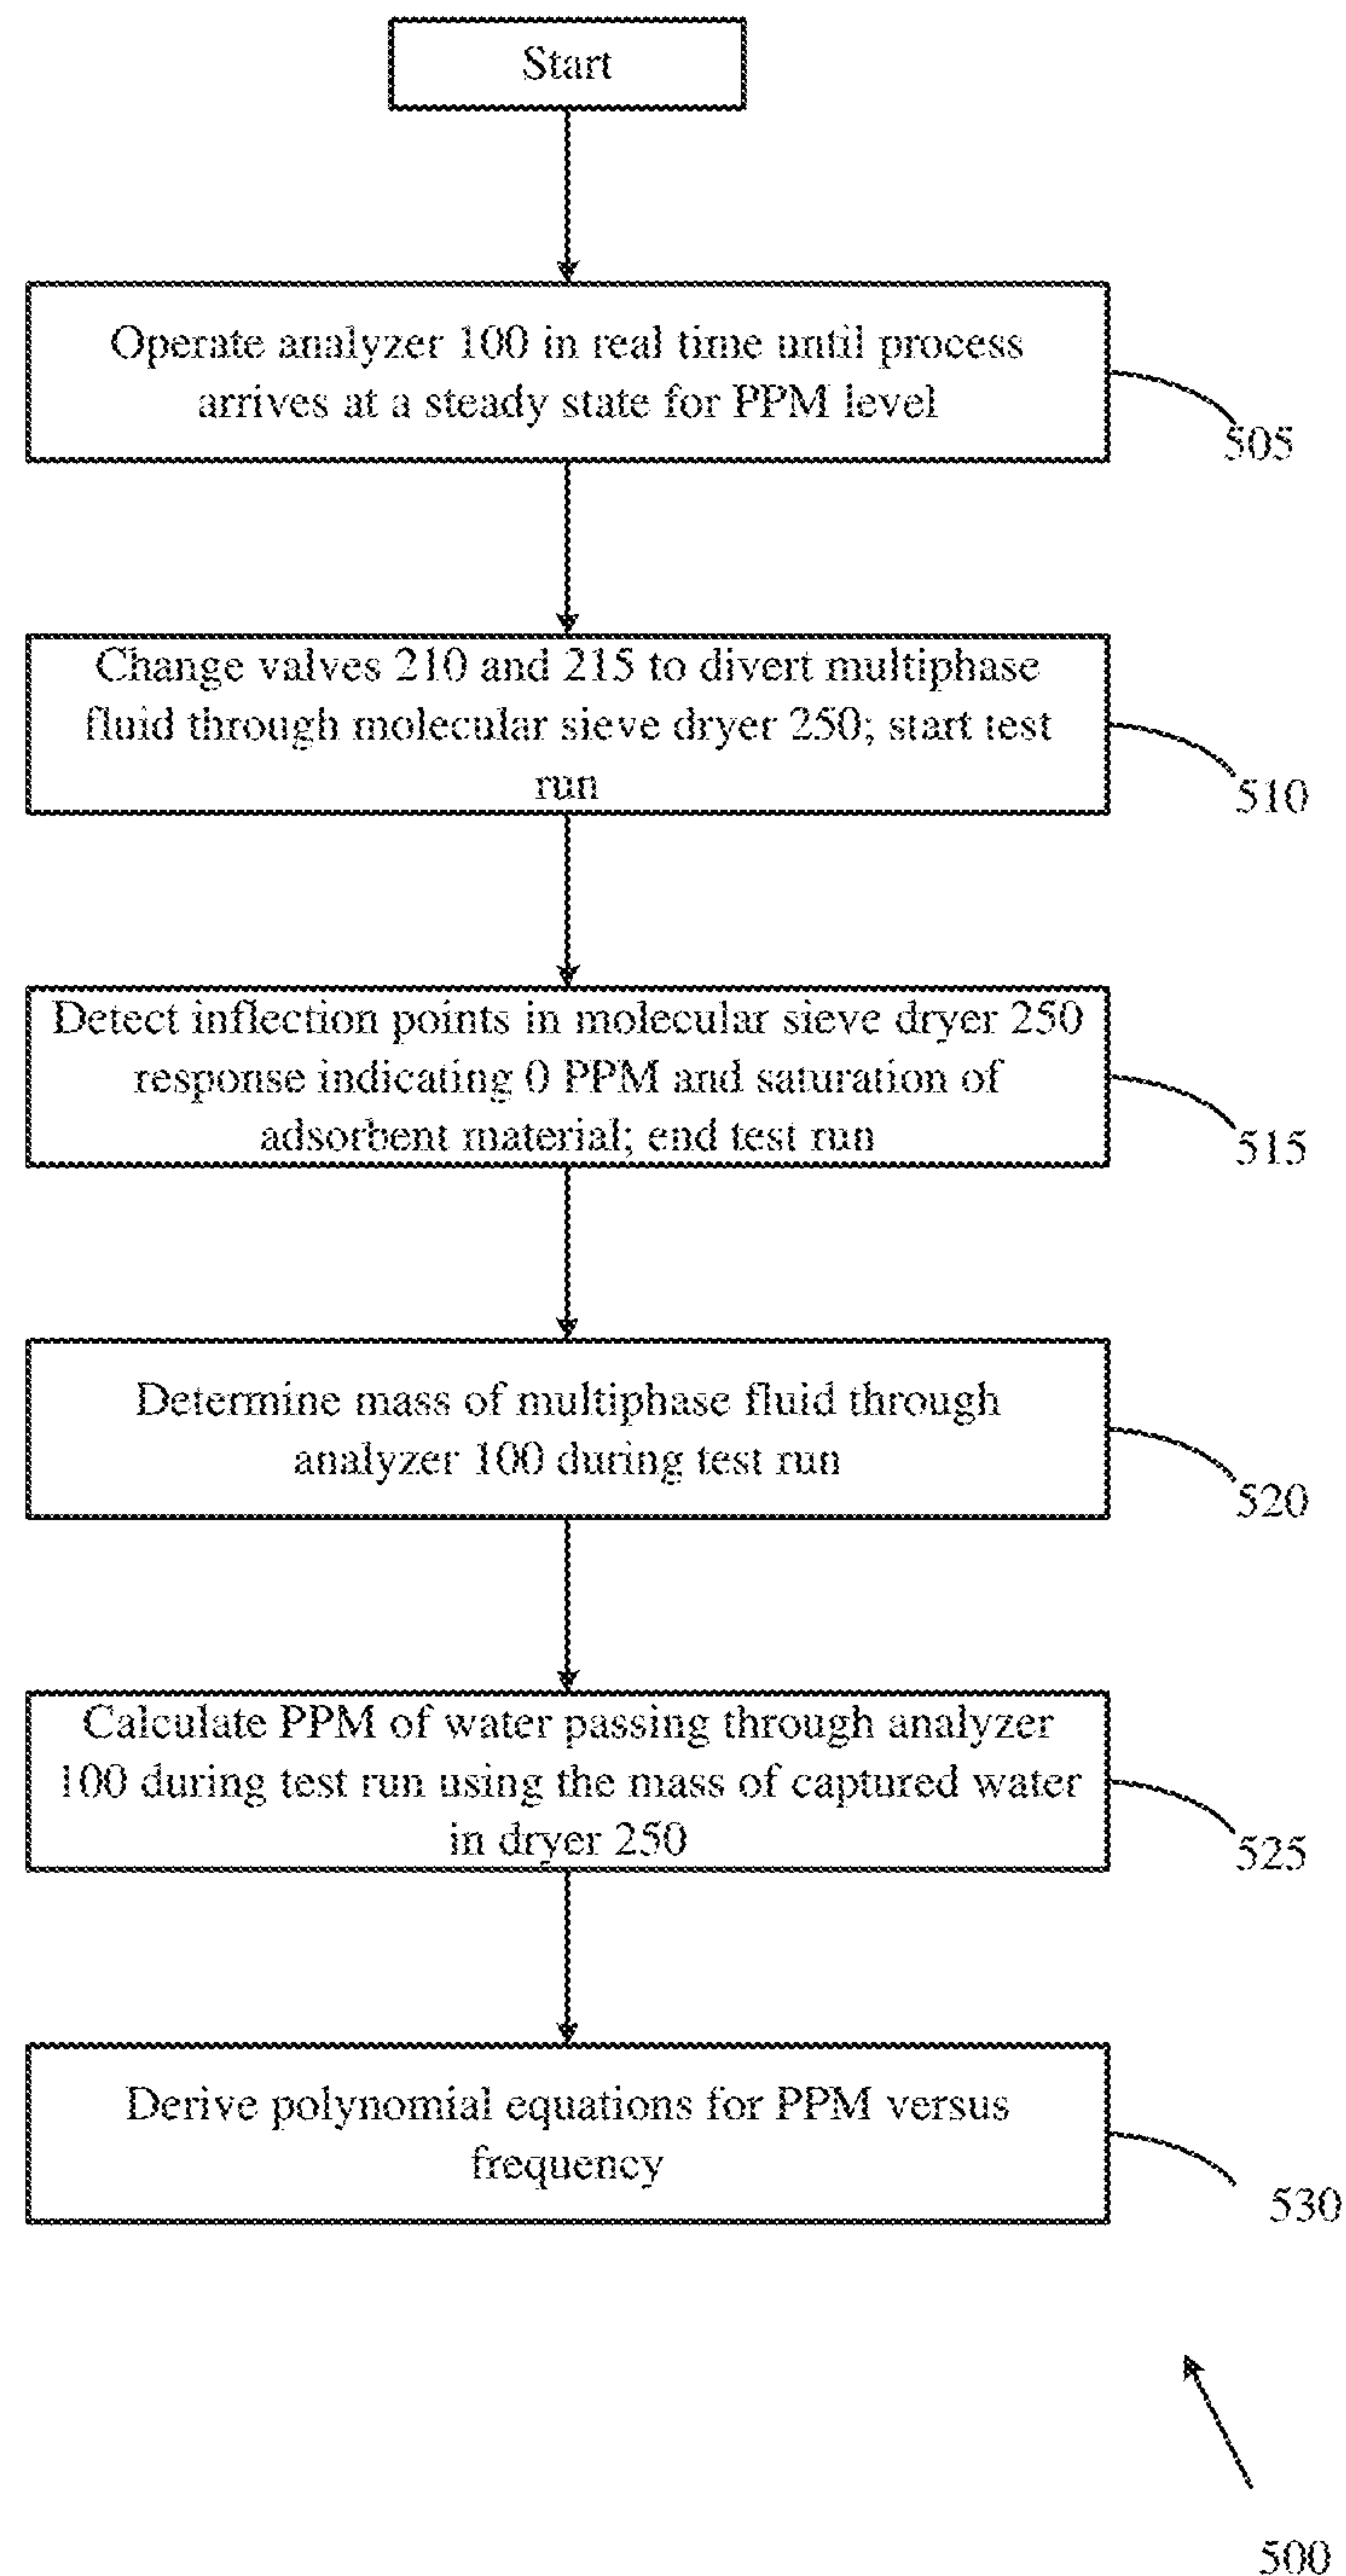 Start
Operate analyzer 100 in real time until process
arrives at a steady state for PPM level
505
Change valves 210 and 215 to divert multiphase
fluid through molecular sieve dryer 250; start test
run
510
Detect inflection points in molecular sieve dryer 250
response indicating 0 PPM and saturation of
adsorbent material; end test run
515
Determine mass of multiphase fluid through
analyzer 100 during test run
520
Calculate PPM of water passing through analyzer
100 during test run using the mass of captured water
in dryer 250
525
Derive polynomial equations for PPM versus
frequency
530
500